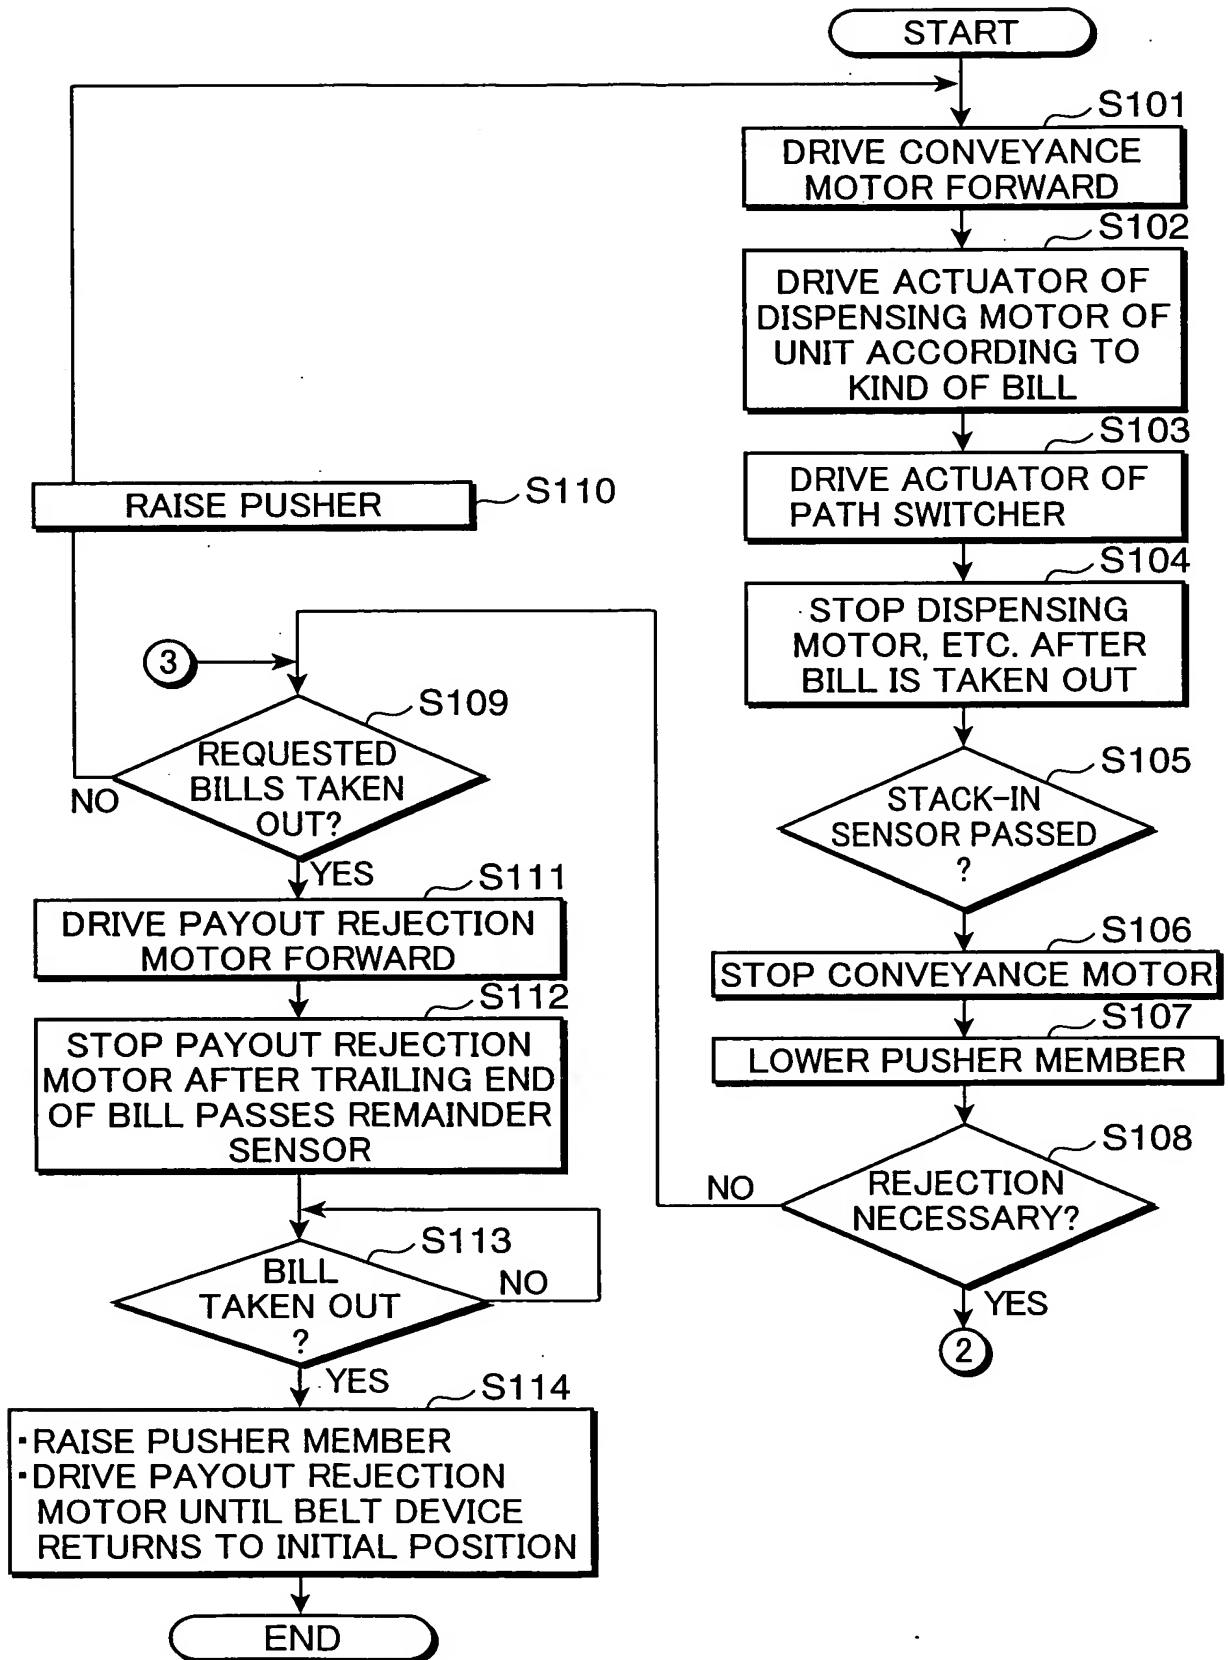 START
S101
DRIVE CONVEYANCE
MOTOR FORWARD
S102
DRIVE ACTUATOR OF
DISPENSING MOTOR OF
UNIT ACCORDING TO
KIND OF BILL
S103
DRIVE ACTUATOR OF
PATH SWITCHER
S104
STOP DISPENSING
MOTOR, ETC. AFTER
BILL IS TAKEN OUT
S105
STACK-IN
SENSOR PASSED
?
S106
STOP CONVEYANCE MOTOR
S107
LOWER PUSHER MEMBER
S108
REJECTION
NECESSARY?
NO
YES
2
S110
RAISE PUSHER
3
S109
REQUESTED
BILLS TAKEN
OUT?
NO
YES
S111
DRIVE PAYOUT REJECTION
MOTOR FORWARD
S112
STOP PAYOUT REJECTION
MOTOR AFTER TRAILING END
OF BILL PASSES REMAINDER
SENSOR
S113
BILL
TAKEN OUT
?
NO
YES
S114
▪RAISE PUSHER MEMBER
▪DRIVE PAYOUT REJECTION
MOTOR UNTIL BELT DEVICE
RETURNS TO INITIAL POSITION
END